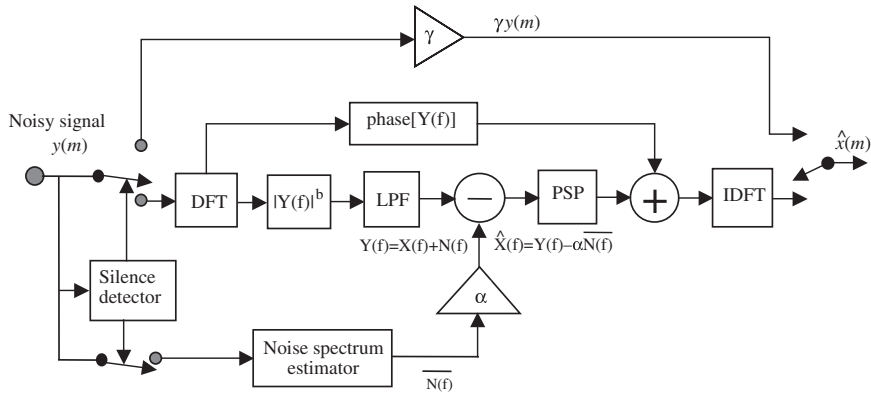 γ
γy(m)
phase[Y(f)]
Noisy signal
y(m)
x̂(m)
DFT
|Y(f)|ᵇ
LPF
−
PSP
+
IDFT
Y(f)=X(f)+N(f)
X̂(f)=Y(f)−αN̅(̅f̅)̅
Silence
detector
α
Noise spectrum
estimator
N̅(̅f̅)̅